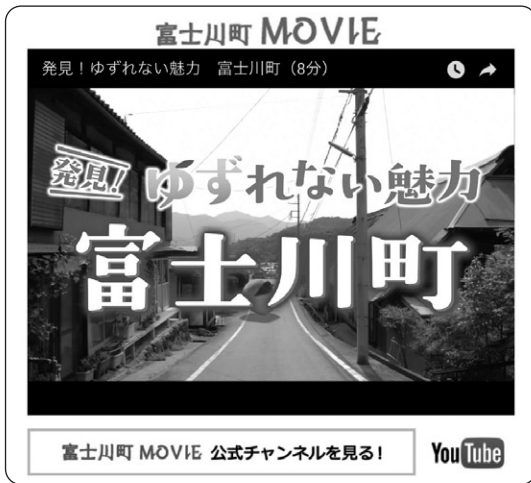 富士川町 MOVIE
発見！ゆずれない魅力　富士川町（8分）
発見! ゆずれない魅力
富士川町
富士川町 MOVIE 公式チャンネルを見る！
YouTube